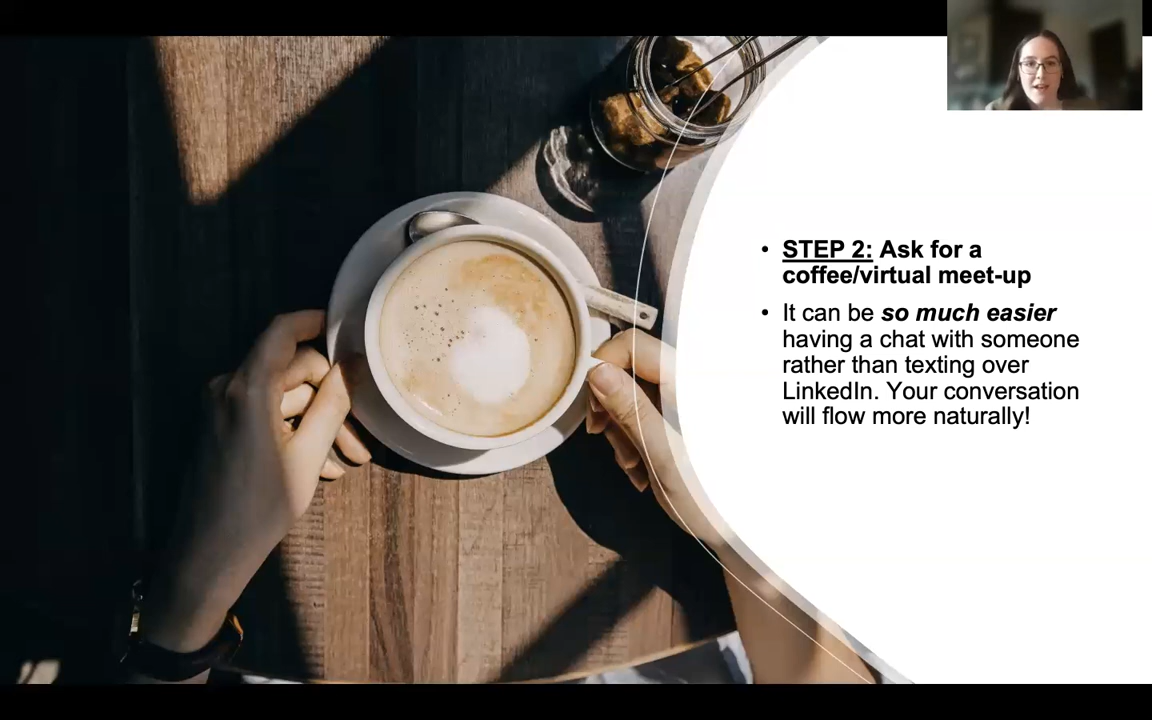 • STEP 2: Ask for a
coffee/virtual meet-up
• It can be so much easier
having a chat with someone
rather than texting over
LinkedIn. Your conversation
will flow more naturally!